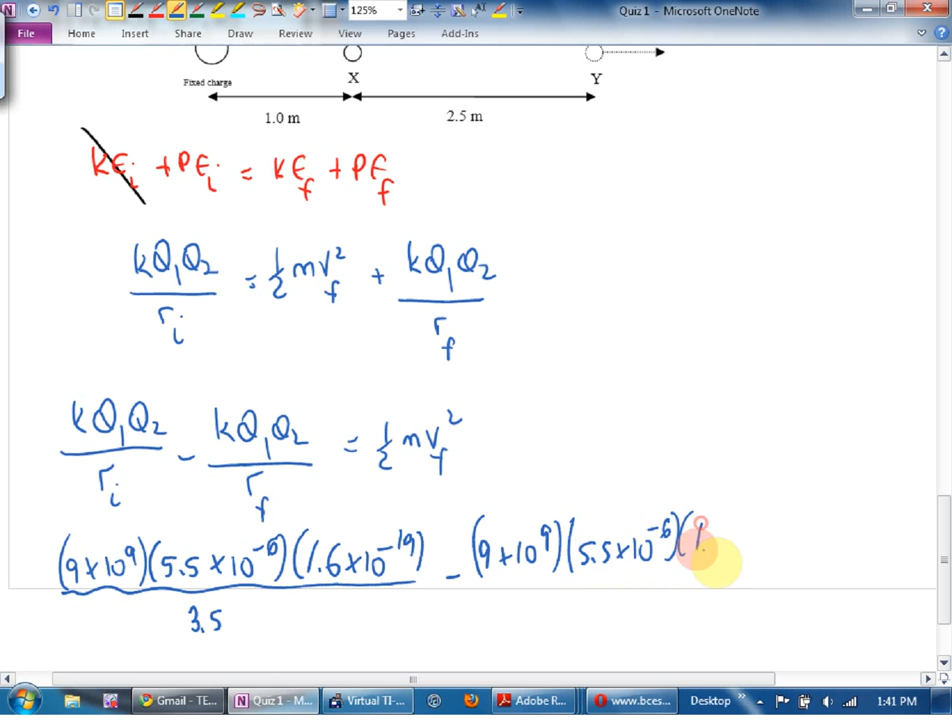 125%
Quiz 1 - Microsoft OneNote
File Home Insert Share Draw Review View Pages Add-Ins
Fixed charge X Y
1.0 m 2.5 m
KEi + PEi = KEf + PEf
kQ₁Q₂/ri = ½mvf² + kQ₁Q₂/rf
kQ₁Q₂/ri - kQ₁Q₂/rf = ½mvf²
(9×10⁹)(5.5×10⁻⁶)(1.6×10⁻¹⁹) - (9×10⁹)(5.5×10⁻⁶)(1.
3.5
Gmail - TE... Quiz 1 - M... Virtual TI-... Adobe R... www.bces... Desktop 1:41 PM